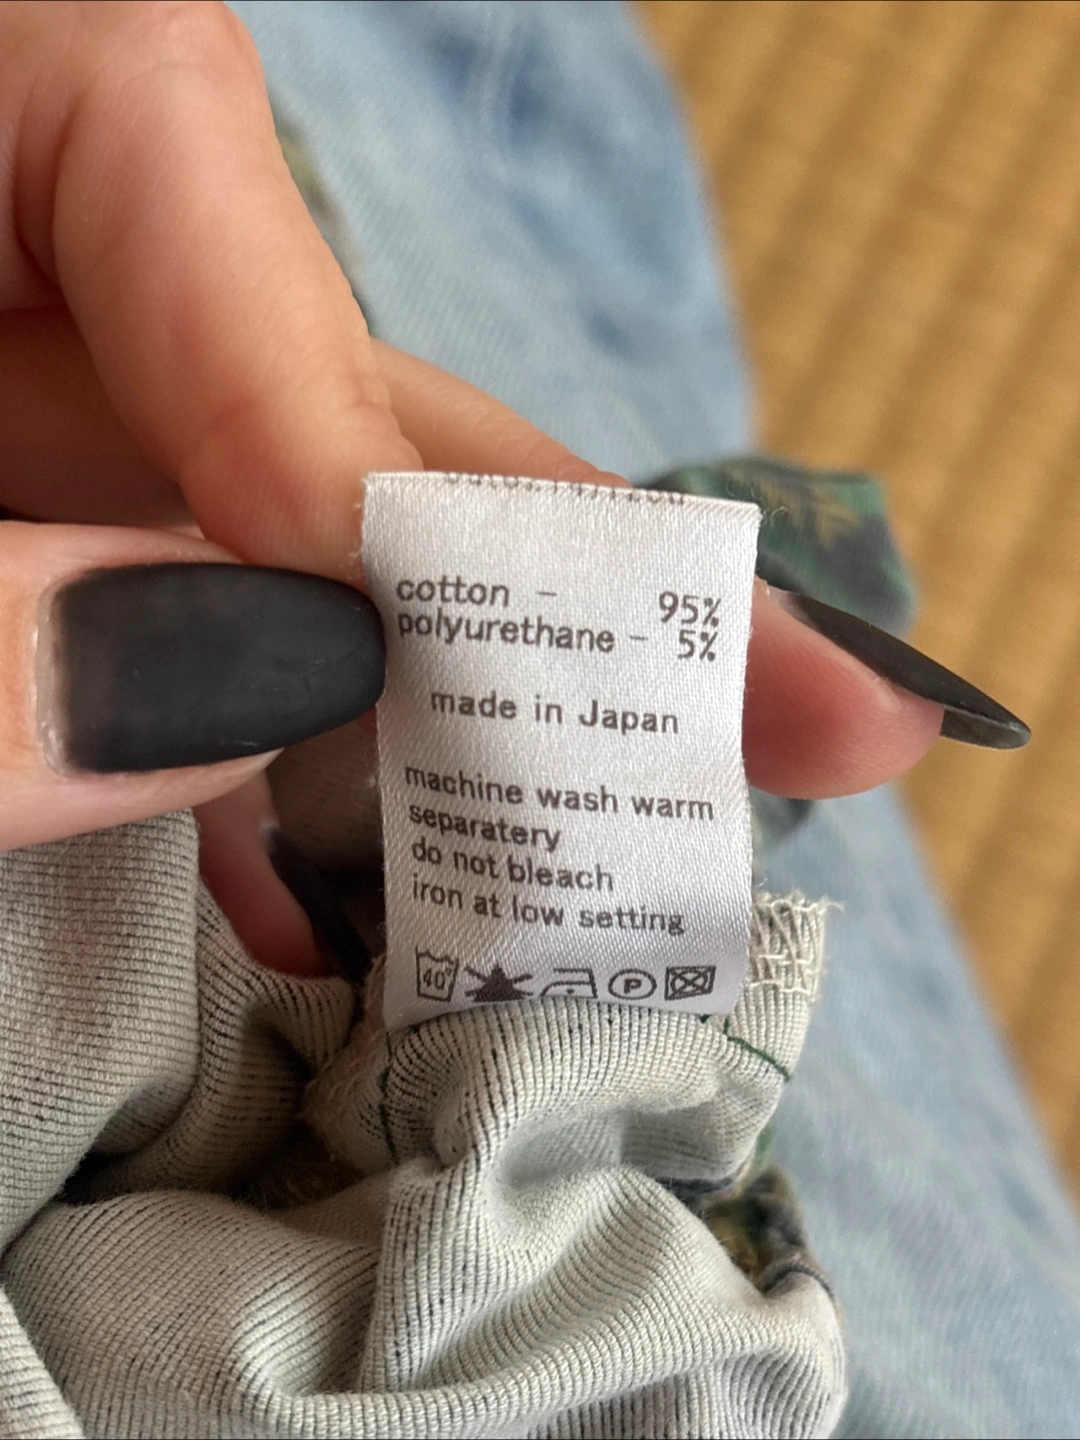 cotton - 95%
polyurethane - 5%
made in Japan
machine wash warm
separatery
do not bleach
iron at low setting
40° P